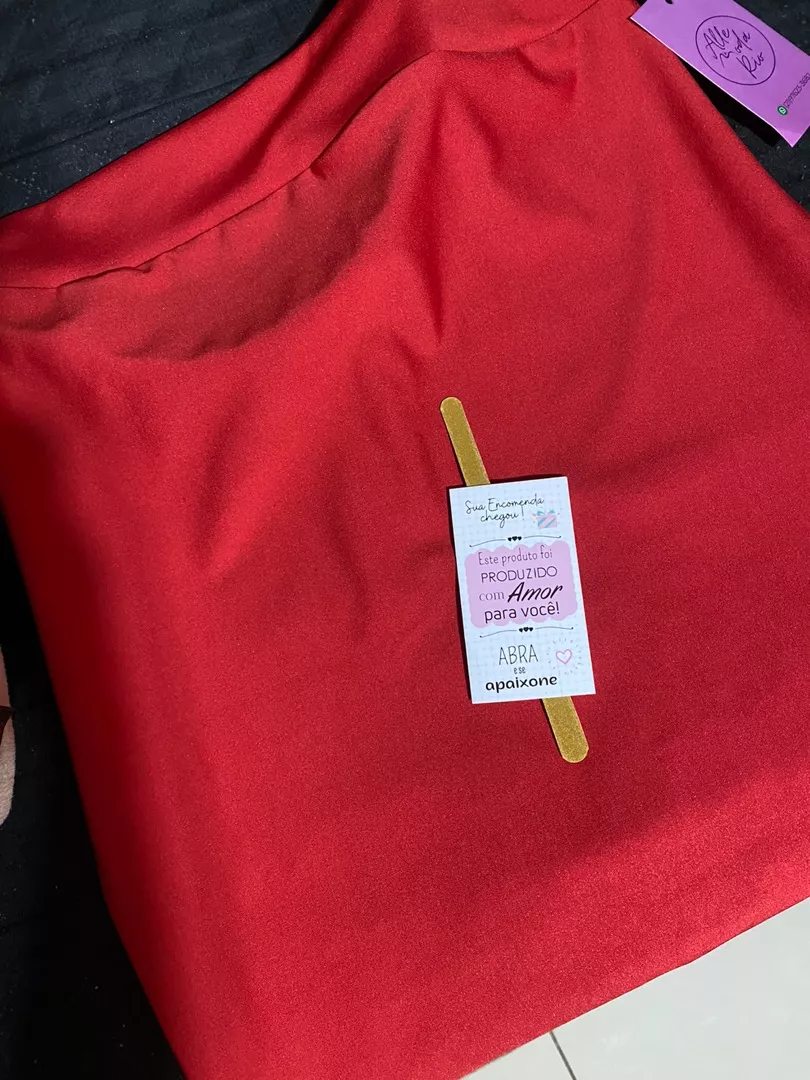 Sua Encomenda
chegou!
Este produto foi
PRODUZIDO
com Amor
para você!
ABRA
e se
apaixone